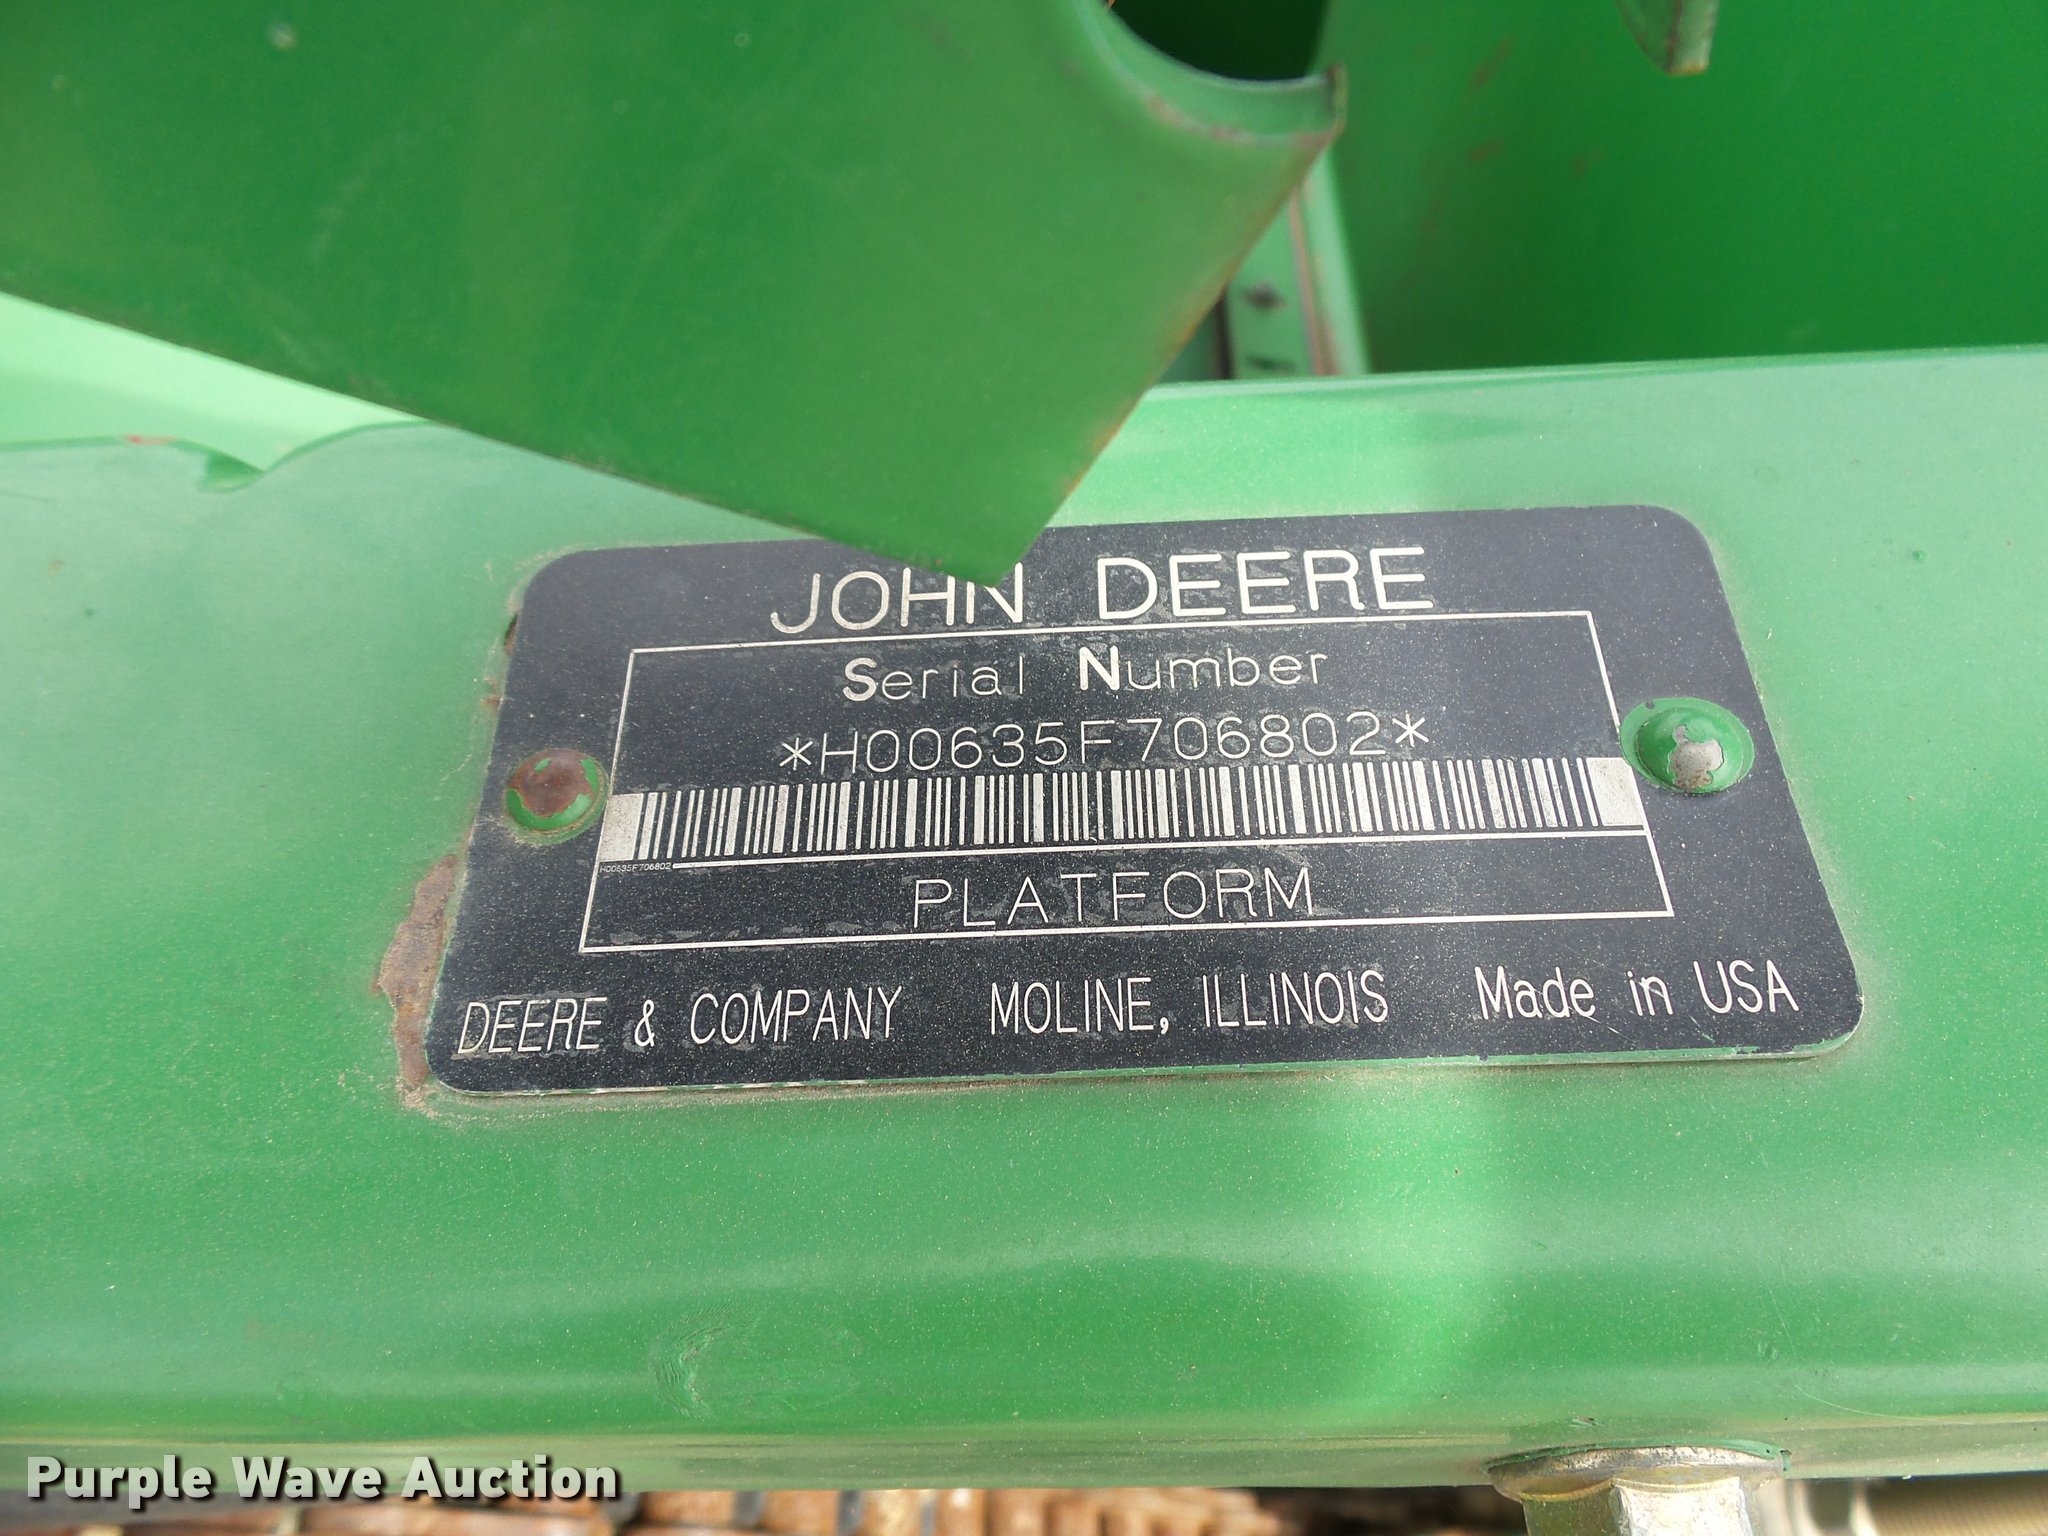 JOHN DEERE
Serial Number
*H00635F706802*
H00635F706802
PLATFORM
DEERE & COMPANY MOLINE, ILLINOIS Made in USA
Purple Wave Auction